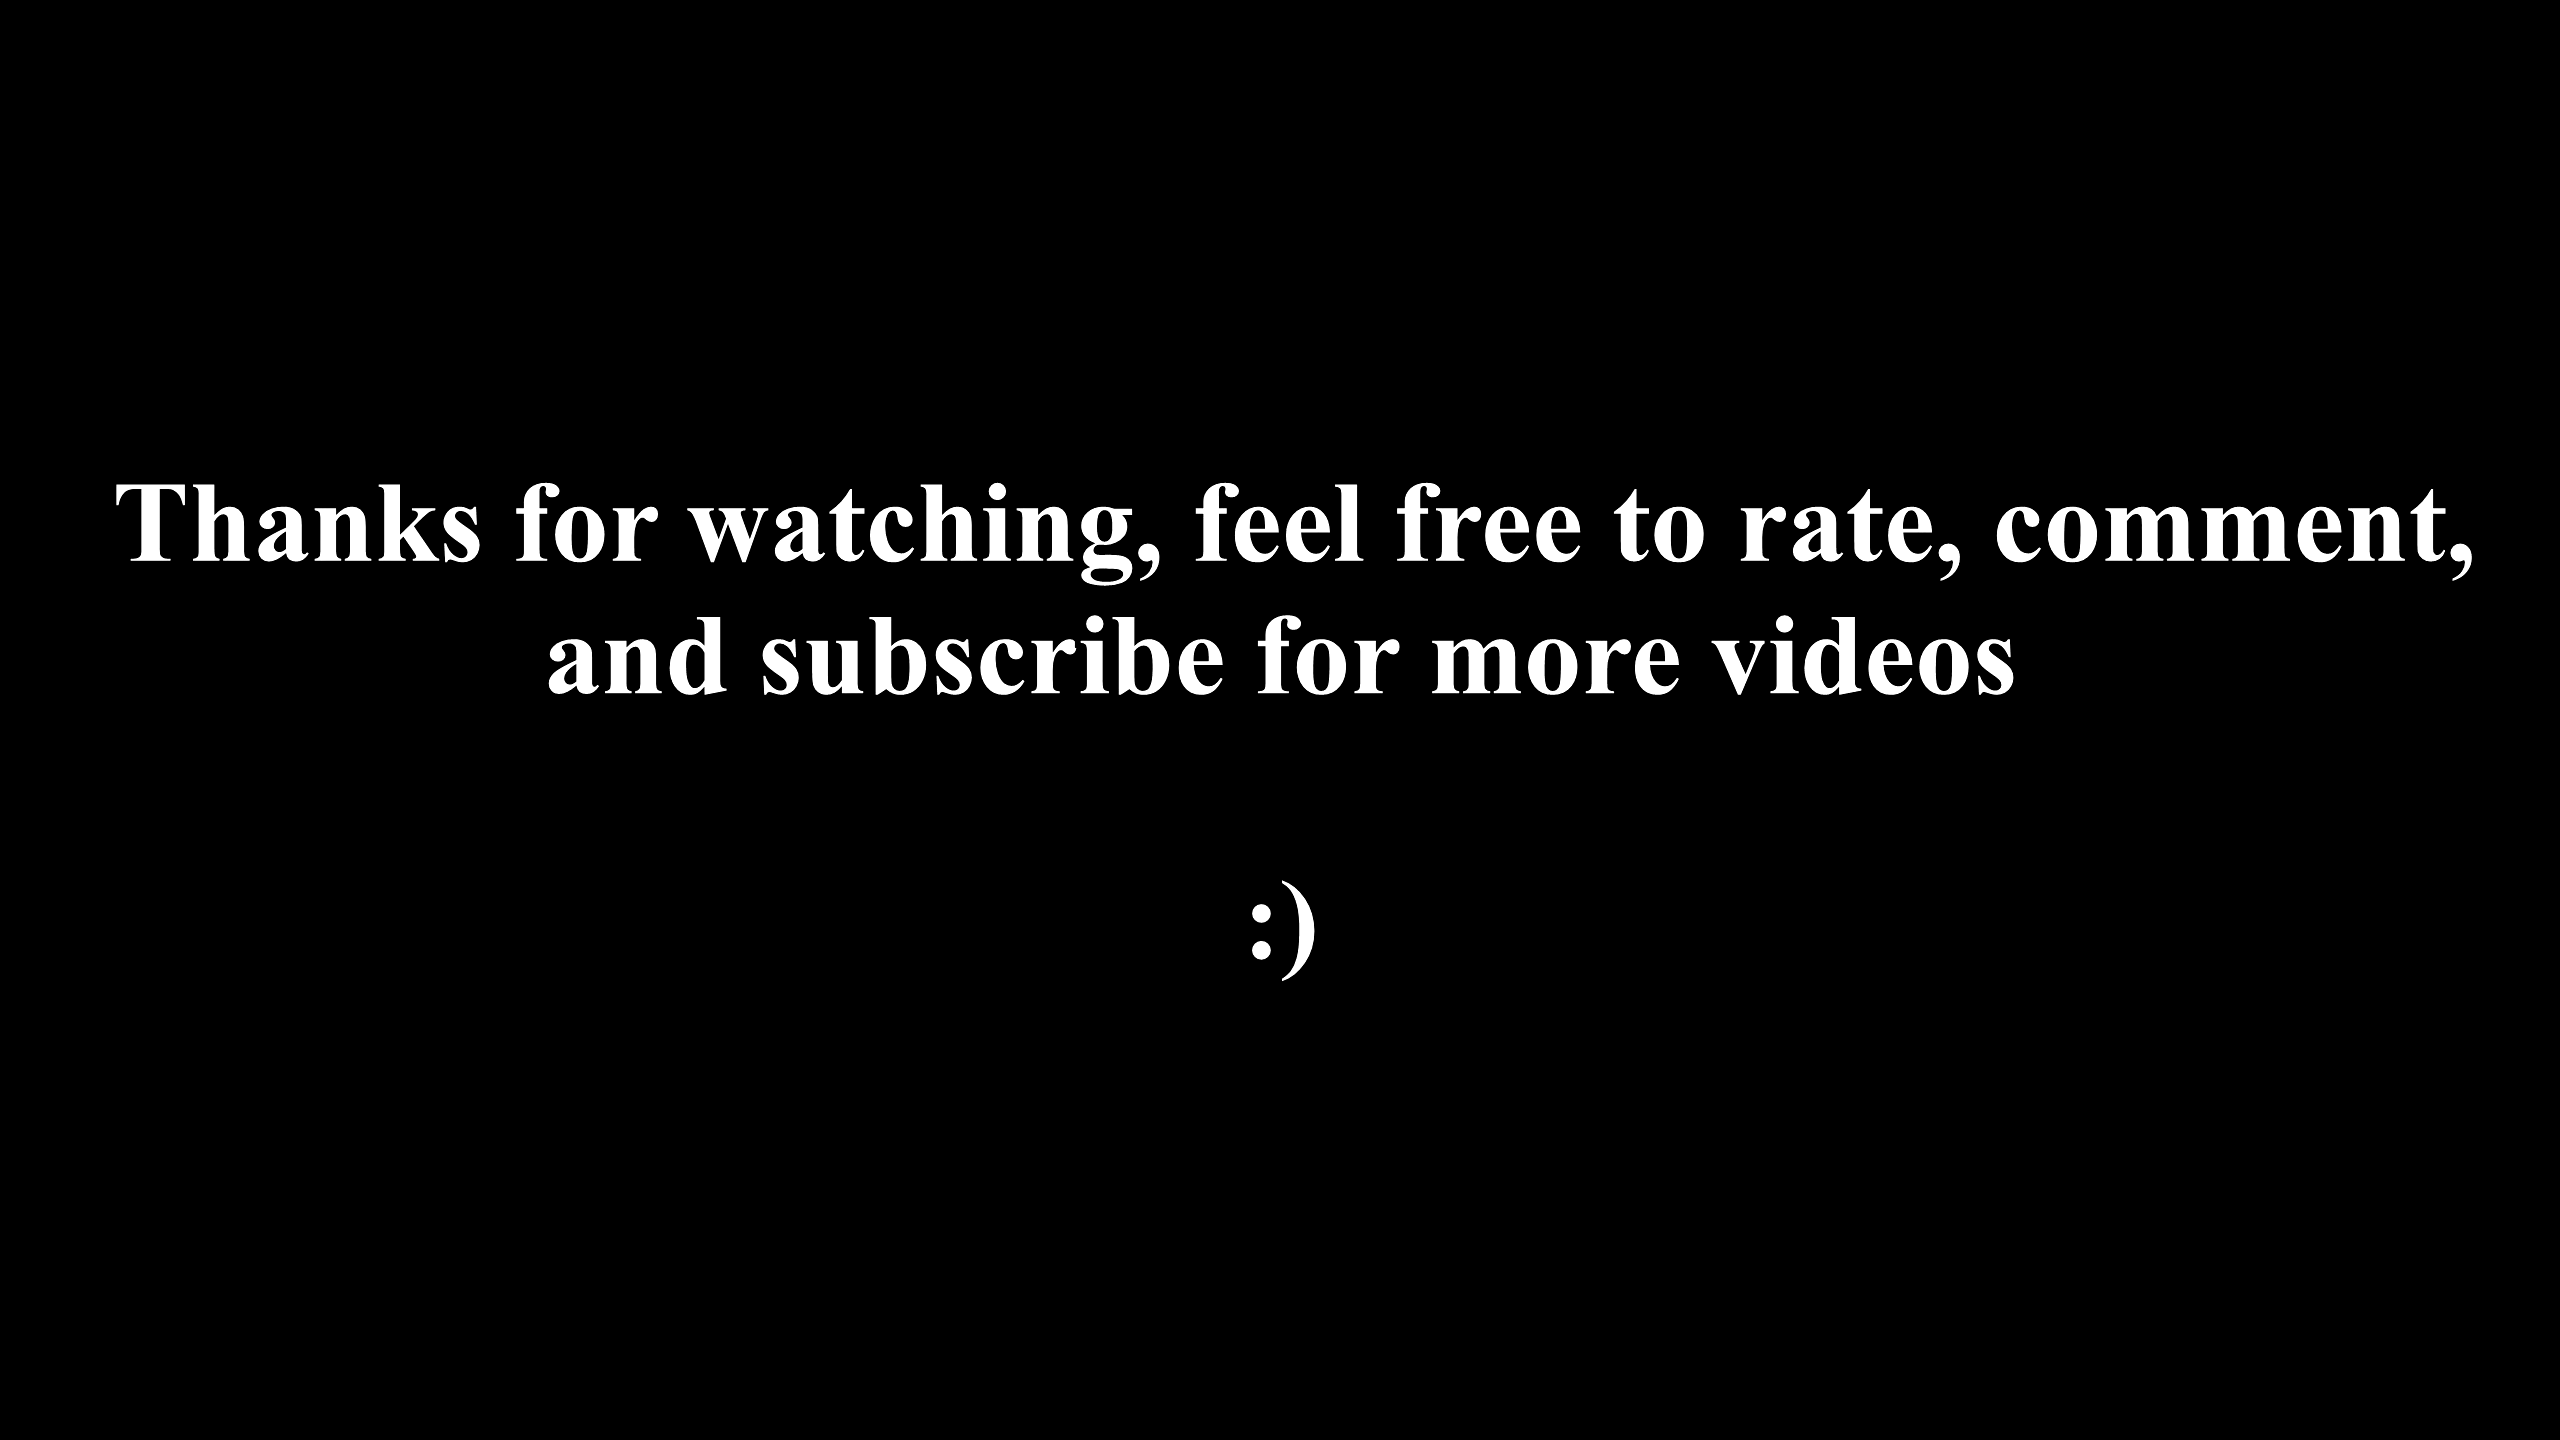 Thanks for watching, feel free to rate, comment,
and subscribe for more videos
:)